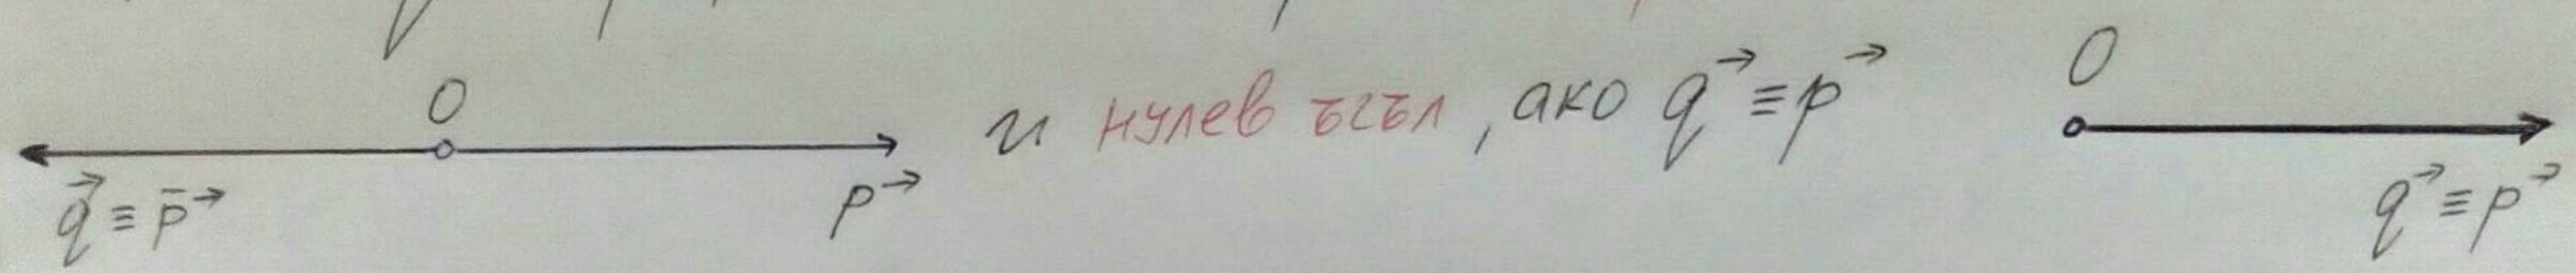 O
q⃗ ≡ p̄→
p→
и нулев ъгъл, ако q→ ≡ p→
O
q→ ≡ p→